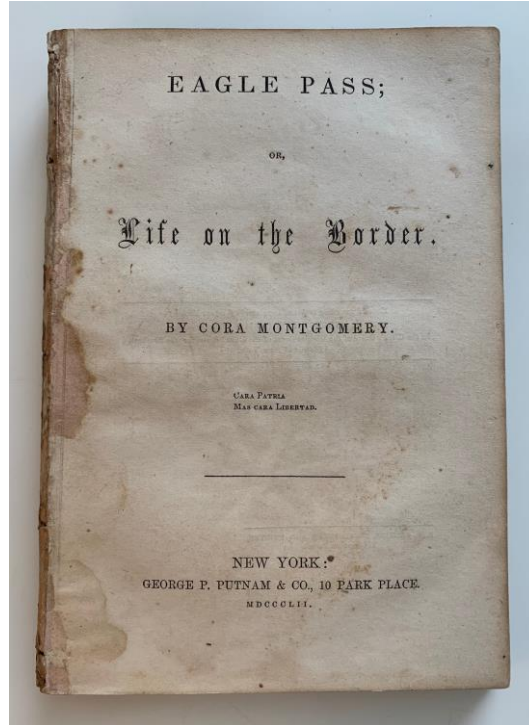 EAGLE PASS;
OR,
Life on the Border.
BY CORA MONTGOMERY.
CARA PATRIA
MAS CARA LIBERTAD.
NEW YORK:
GEORGE P. PUTNAM & CO., 10 PARK PLACE.
MDCCCLII.